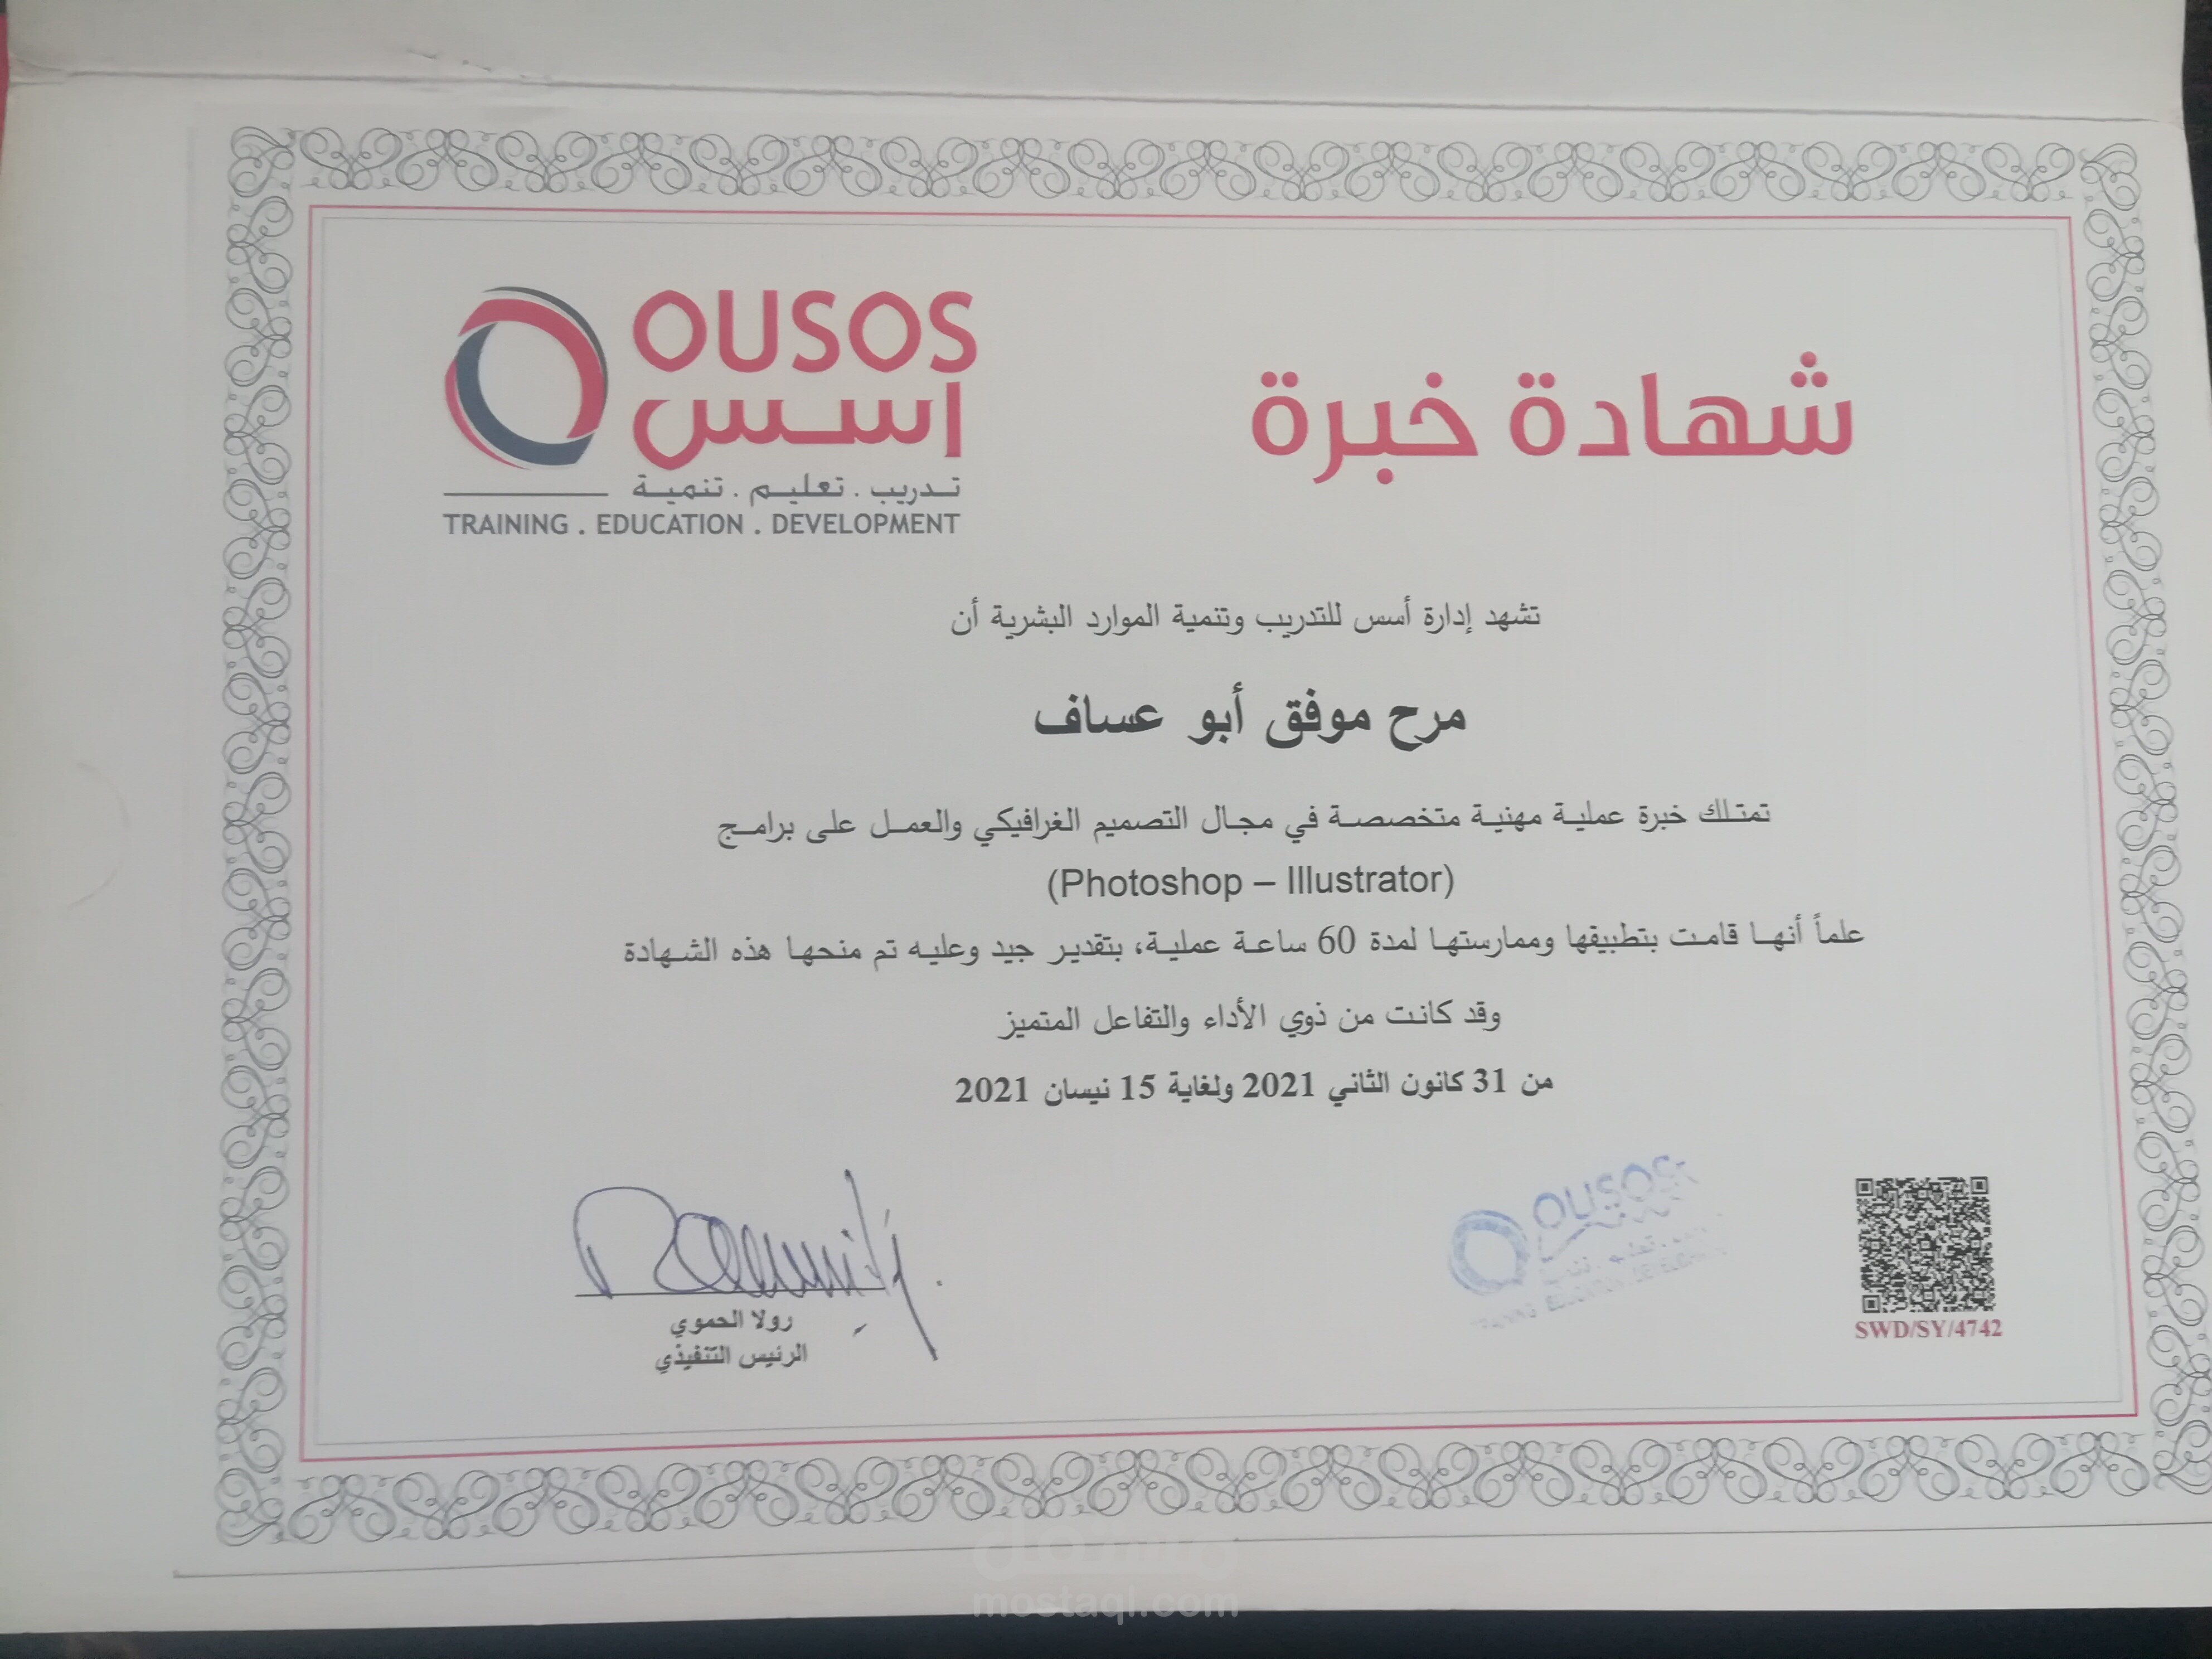 شهادة خبرة
OUSOS
اسس
تدريب . تعليم . تنمية
TRAINING . EDUCATION . DEVELOPMENT
تشهد إدارة أسس للتدريب وتنمية الموارد البشرية أن
مرح موفق أبو عساف
تمتلك خبرة عملية مهنية متخصصة في مجال التصميم الغرافيكي والعمل على برامج
(Photoshop – Illustrator)
علماً أنها قامت بتطبيقها وممارستها لمدة 60 ساعة عملية، بتقدير جيد وعليه تم منحها هذه الشهادة
وقد كانت من ذوي الأداء والتفاعل المتميز
من 31 كانون الثاني 2021 ولغاية 15 نيسان 2021
OUSOS
SWD/SY/4742
رولا الحموي
الرئيس التنفيذي
مستقل
mostaql.com